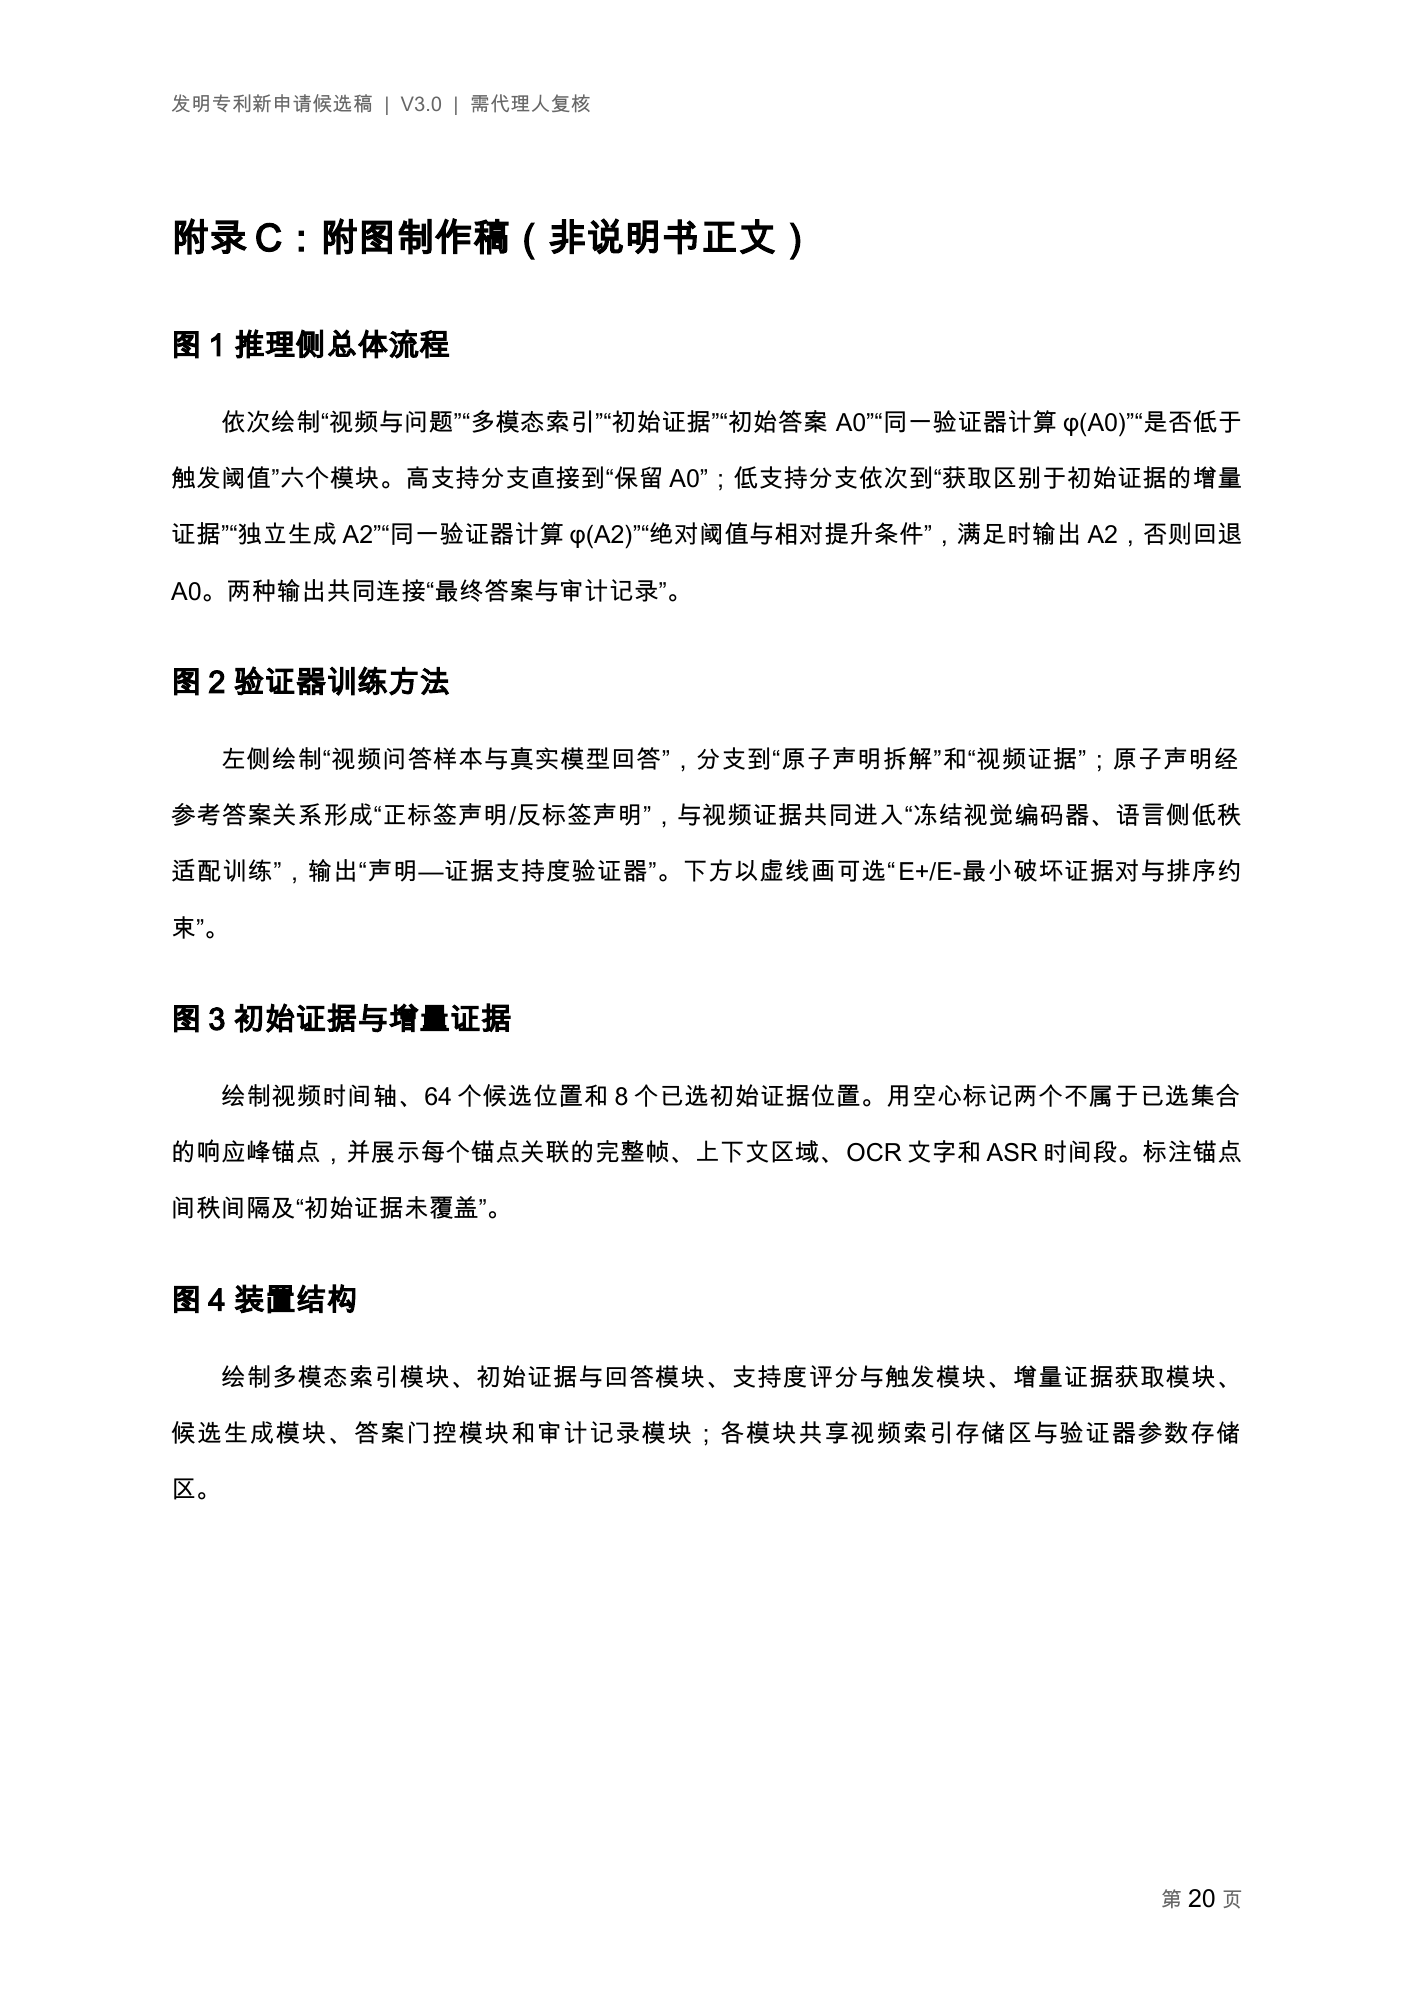 发明专利新申请候选稿 | V3.0 | 需代理人复核
附录 C：附图制作稿（非说明书正文）
图 1 推理侧总体流程
依次绘制“视频与问题”“多模态索引”“初始证据”“初始答案 A0”“同一验证器计算 φ(A0)”“是否低于
触发阈值”六个模块。高支持分支直接到“保留 A0”；低支持分支依次到“获取区别于初始证据的增量
证据”“独立生成 A2”“同一验证器计算 φ(A2)”“绝对阈值与相对提升条件”，满足时输出 A2，否则回退
A0。两种输出共同连接“最终答案与审计记录”。
图 2 验证器训练方法
左侧绘制“视频问答样本与真实模型回答”，分支到“原子声明拆解”和“视频证据”；原子声明经
参考答案关系形成“正标签声明/反标签声明”，与视频证据共同进入“冻结视觉编码器、语言侧低秩
适配训练”，输出“声明—证据支持度验证器”。下方以虚线画可选“E+/E-最小破坏证据对与排序约
束”。
图 3 初始证据与增量证据
绘制视频时间轴、64 个候选位置和 8 个已选初始证据位置。用空心标记两个不属于已选集合
的响应峰锚点，并展示每个锚点关联的完整帧、上下文区域、OCR 文字和 ASR 时间段。标注锚点
间秩间隔及“初始证据未覆盖”。
图 4 装置结构
绘制多模态索引模块、初始证据与回答模块、支持度评分与触发模块、增量证据获取模块、
候选生成模块、答案门控模块和审计记录模块；各模块共享视频索引存储区与验证器参数存储
区。
第 20 页